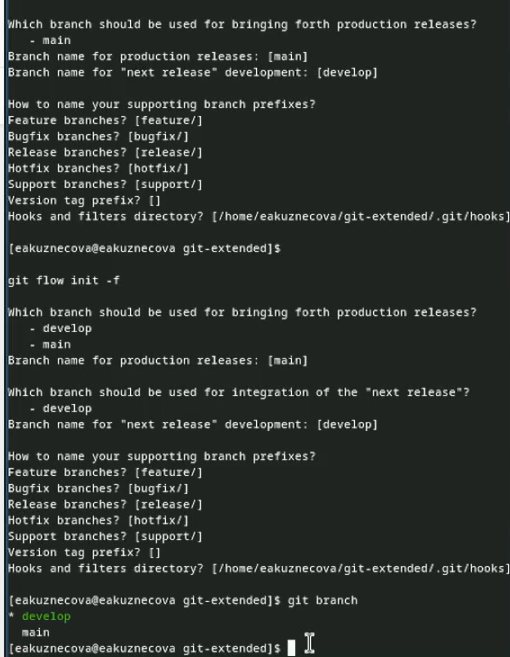 Which branch should be used for bringing forth production releases?
   - main
Branch name for production releases: [main]
Branch name for "next release" development: [develop]
How to name your supporting branch prefixes?
Feature branches? [feature/]
Bugfix branches? [bugfix/]
Release branches? [release/]
Hotfix branches? [hotfix/]
Support branches? [support/]
Version tag prefix? []
Hooks and filters directory? [/home/eakuznecova/git-extended/.git/hooks]
[eakuznecova@eakuznecova git-extended]$
git flow init -f
Which branch should be used for bringing forth production releases?
   - develop
   - main
Branch name for production releases: [main]
Which branch should be used for integration of the "next release"?
   - develop
Branch name for "next release" development: [develop]
How to name your supporting branch prefixes?
Feature branches? [feature/]
Bugfix branches? [bugfix/]
Release branches? [release/]
Hotfix branches? [hotfix/]
Support branches? [support/]
Version tag prefix? []
Hooks and filters directory? [/home/eakuznecova/git-extended/.git/hooks]
[eakuznecova@eakuznecova git-extended]$ git branch
* develop
  main
[eakuznecova@eakuznecova git-extended]$